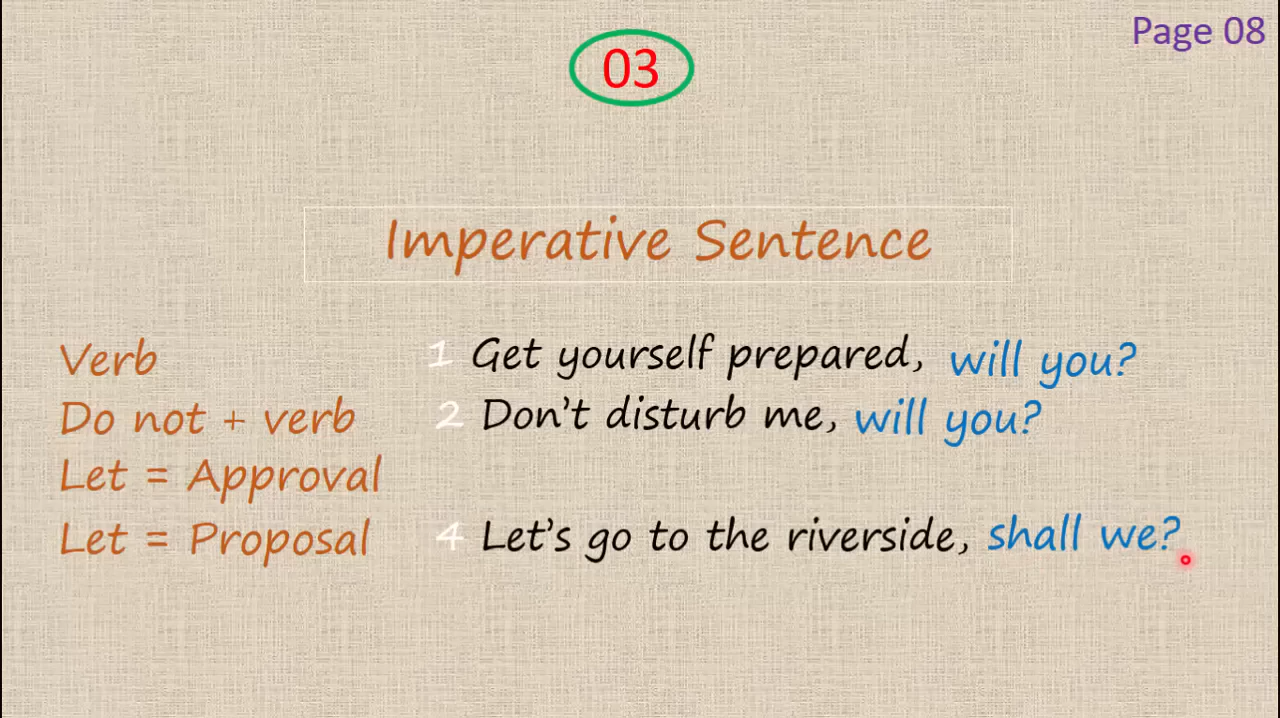 Page 08
03
Imperative Sentence
Verb 1 Get yourself prepared, will you?
Do not + verb 2 Don't disturb me, will you?
Let = Approval
Let = Proposal 4 Let's go to the riverside, shall we?